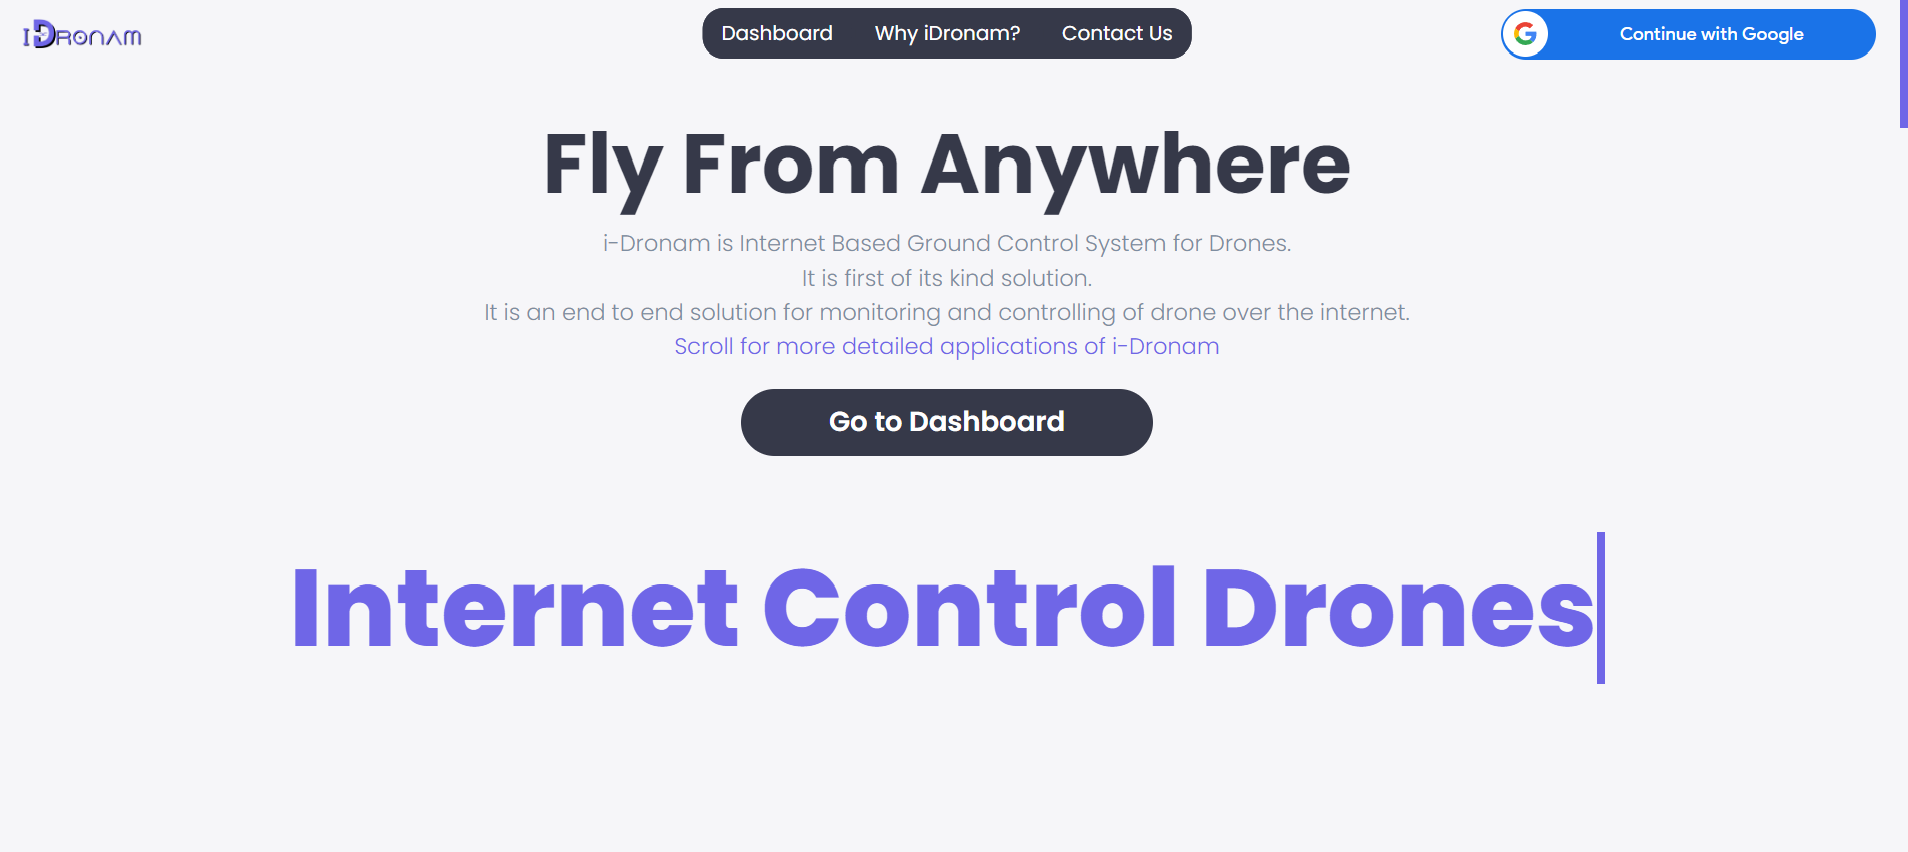 IDRONAM
Dashboard Why iDronam? Contact Us
Continue with Google
Fly From Anywhere
i-Dronam is Internet Based Ground Control System for Drones.
It is first of its kind solution.
It is an end to end solution for monitoring and controlling of drone over the internet.
Scroll for more detailed applications of i-Dronam
Go to Dashboard
Internet Control Drones